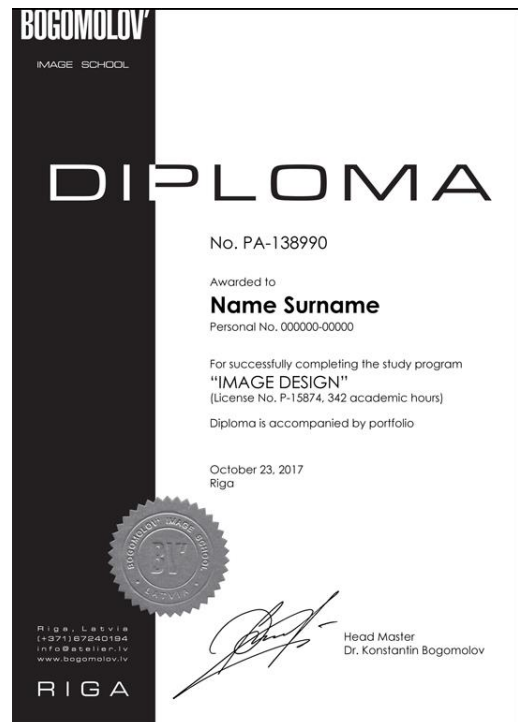 BOGOMOLOV'
IMAGE SCHOOL
DIPLOMA
No. PA-138990
Awarded to
Name Surname
Personal No. 000000-00000
For successfully completing the study program
“IMAGE DESIGN”
(License No. P-15874, 342 academic hours)
Diploma is accompanied by portfolio
October 23, 2017
Riga
BOGOMOLOV' IMAGE SCHOOL
BV'
LATVIA
Riga, Latvia
(+371)67240194
info@atelier.lv
www.bogomolov.lv
RIGA
Head Master
Dr. Konstantin Bogomolov